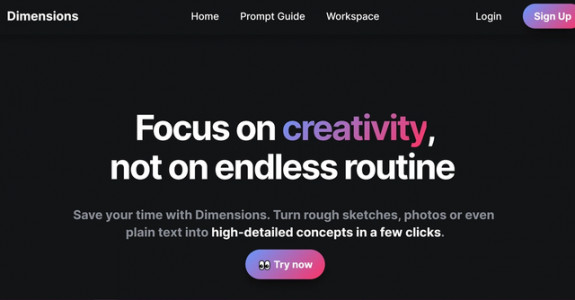 Dimensions Home Prompt Guide Workspace Login Sign Up
Focus on creativity,
not on endless routine
Save your time with Dimensions. Turn rough sketches, photos or even
plain text into high-detailed concepts in a few clicks.
👀 Try now